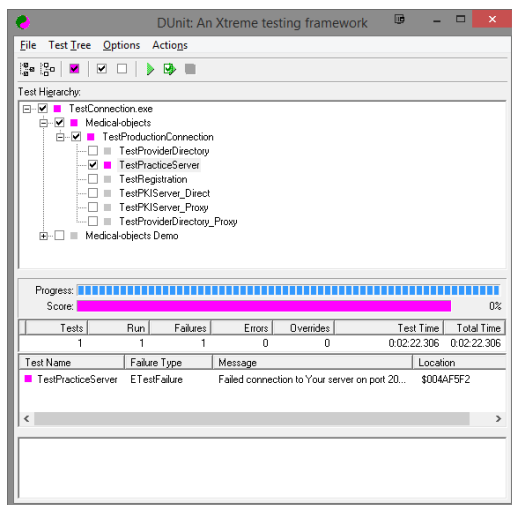 DUnit: An Xtreme testing framework
File Test Tree Options Actions
Test Hierarchy:
TestConnection.exe
Medical-objects
TestProductionConnection
TestProviderDirectory
TestPracticeServer
TestRegistration
TestPKIServer_Direct
TestPKIServer_Proxy
TestProviderDirectory_Proxy
Medical-objects Demo
Progress:
Score: 0%
Tests Run Failures Errors Overrides Test Time Total Time
1 1 1 0 0 0:02:22.306 0:02:22.306
Test Name Failure Type Message Location
TestPracticeServer ETestFailure Failed connection to Your server on port 20... $004AF5F2